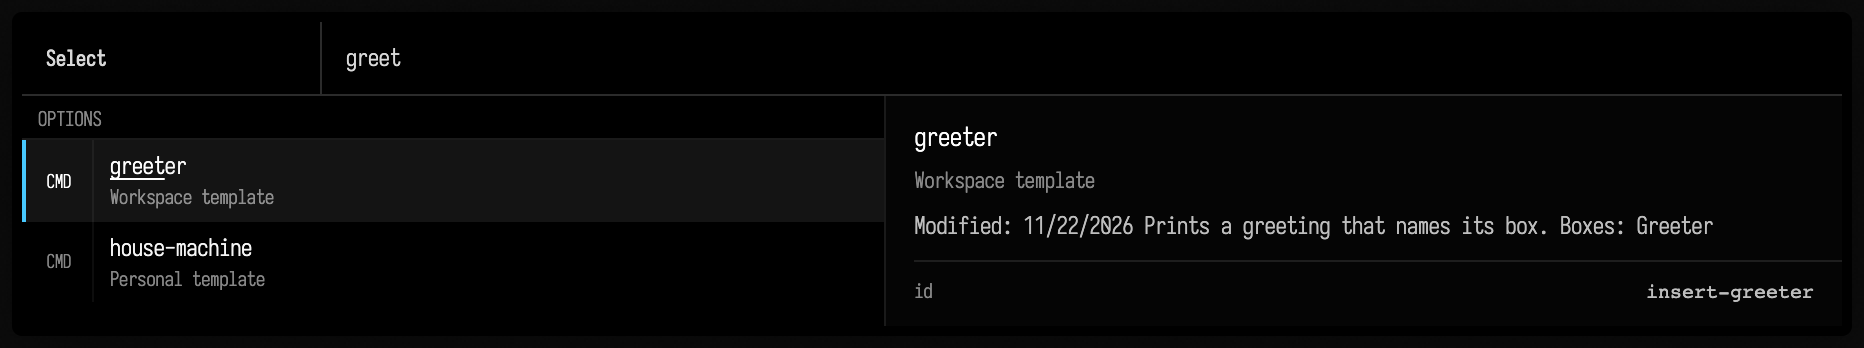 Select
greet
OPTIONS
CMD
greeter
Workspace template
CMD
house-machine
Personal template
greeter
Workspace template
Modified: 11/22/2026 Prints a greeting that names its box. Boxes: Greeter
id
insert-greeter